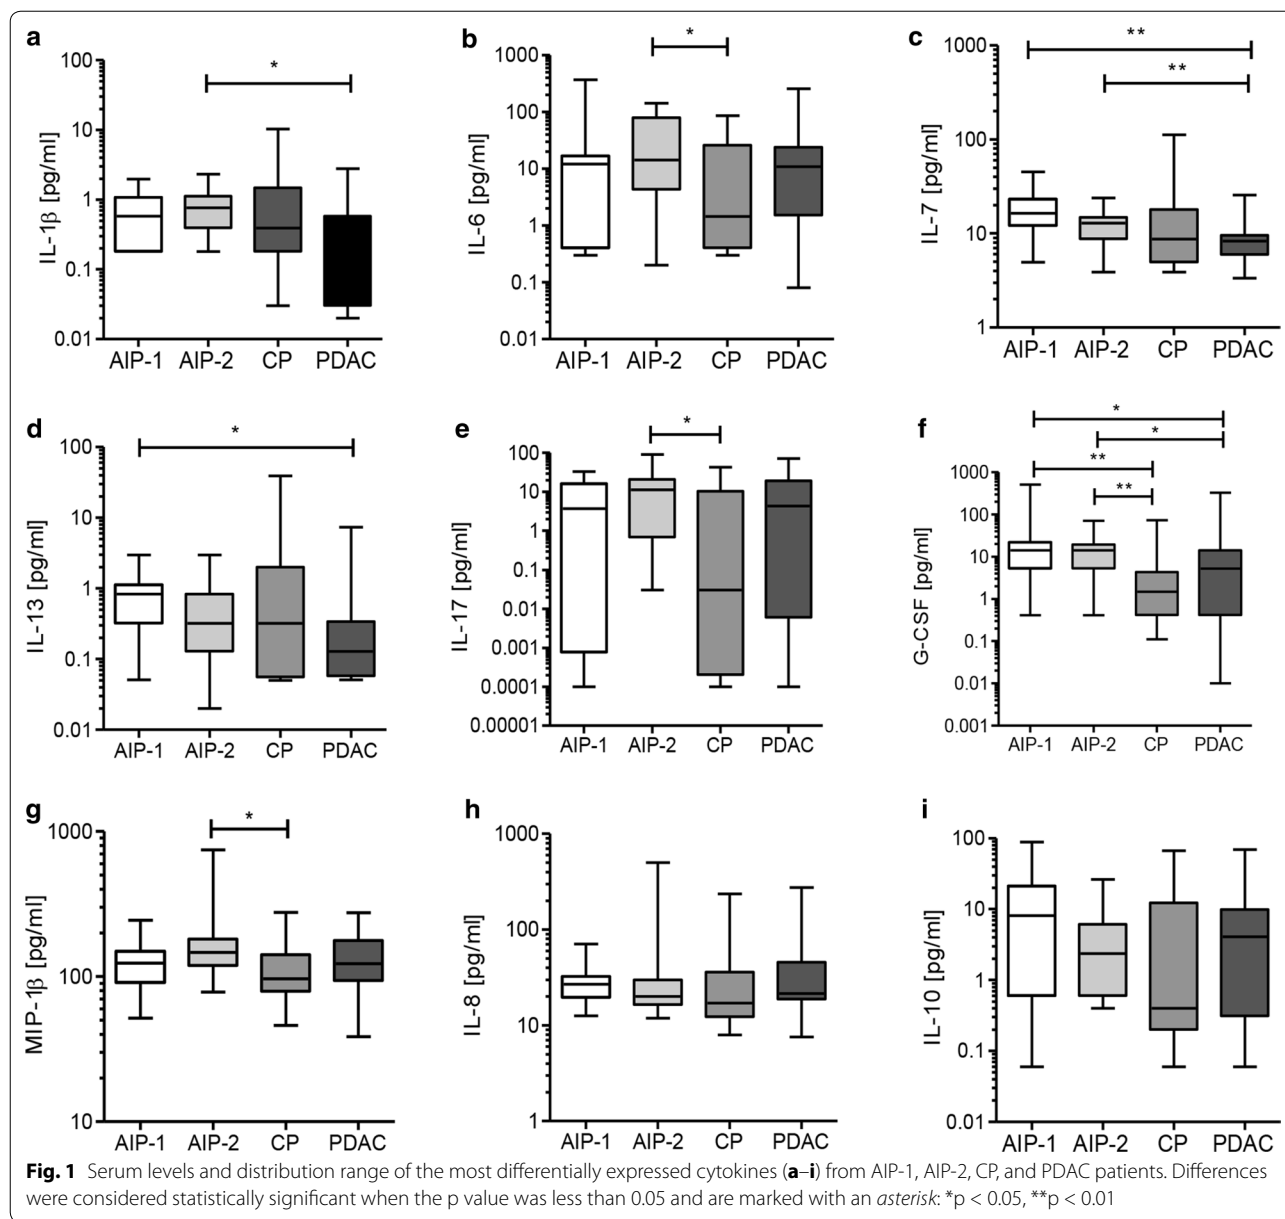 a
*
IL-1β [pg/ml]
100
10
1
0.1
0.01
AIP-1 AIP-2 CP PDAC
b
*
IL-6 [pg/ml]
1000
100
10
1
0.1
0.01
AIP-1 AIP-2 CP PDAC
c
**
**
IL-7 [pg/ml]
1000
100
10
1
AIP-1 AIP-2 CP PDAC
d
*
IL-13 [pg/ml]
100
10
1
0.1
0.01
AIP-1 AIP-2 CP PDAC
e
*
IL-17 [pg/ml]
100
10
1
0.1
0.01
0.001
0.0001
0.00001
AIP-1 AIP-2 CP PDAC
f
*
*
**
**
G-CSF [pg/ml]
1000
100
10
1
0.1
0.01
0.001
AIP-1 AIP-2 CP PDAC
g
*
MIP-1β [pg/ml]
1000
100
10
AIP-1 AIP-2 CP PDAC
h
IL-8 [pg/ml]
1000
100
10
1
AIP-1 AIP-2 CP PDAC
i
IL-10 [pg/ml]
100
10
1
0.1
0.01
AIP-1 AIP-2 CP PDAC
Fig. 1 Serum levels and distribution range of the most differentially expressed cytokines (a–i) from AIP-1, AIP-2, CP, and PDAC patients. Differences
were considered statistically significant when the p value was less than 0.05 and are marked with an asterisk: *p < 0.05, **p < 0.01